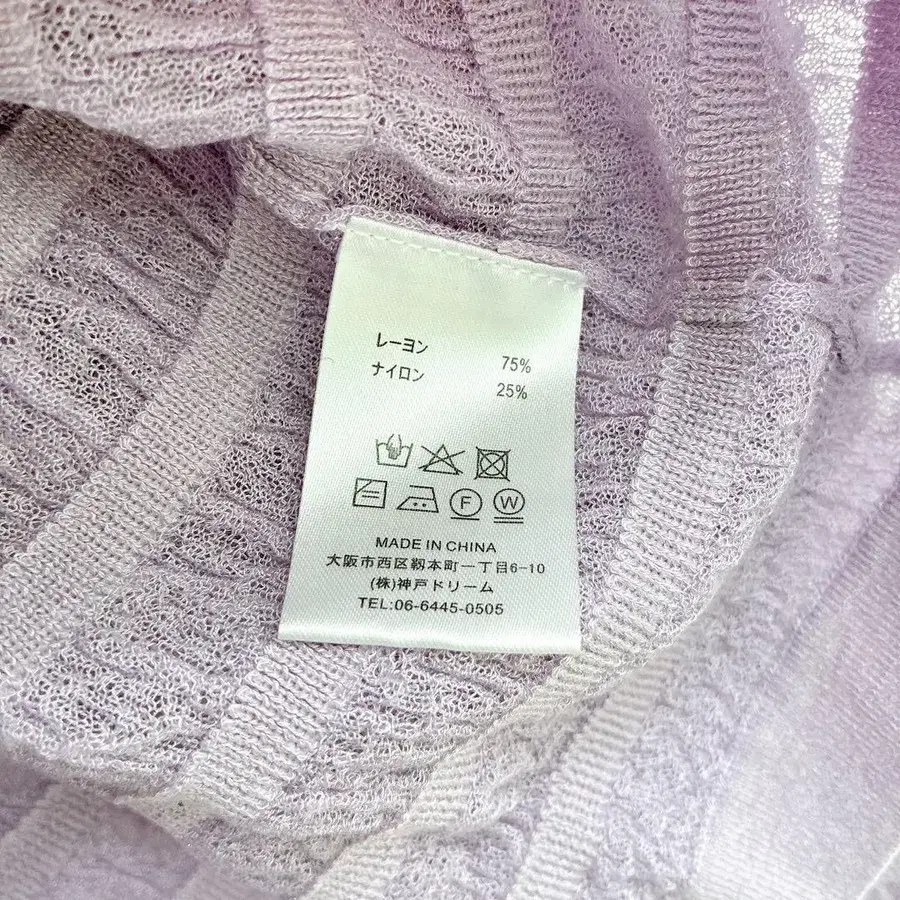 レーヨン 75%
ナイロン 25%
F W
MADE IN CHINA
大阪市西区靱本町一丁目6-10
(株)神戸ドリーム
TEL:06-6445-0505